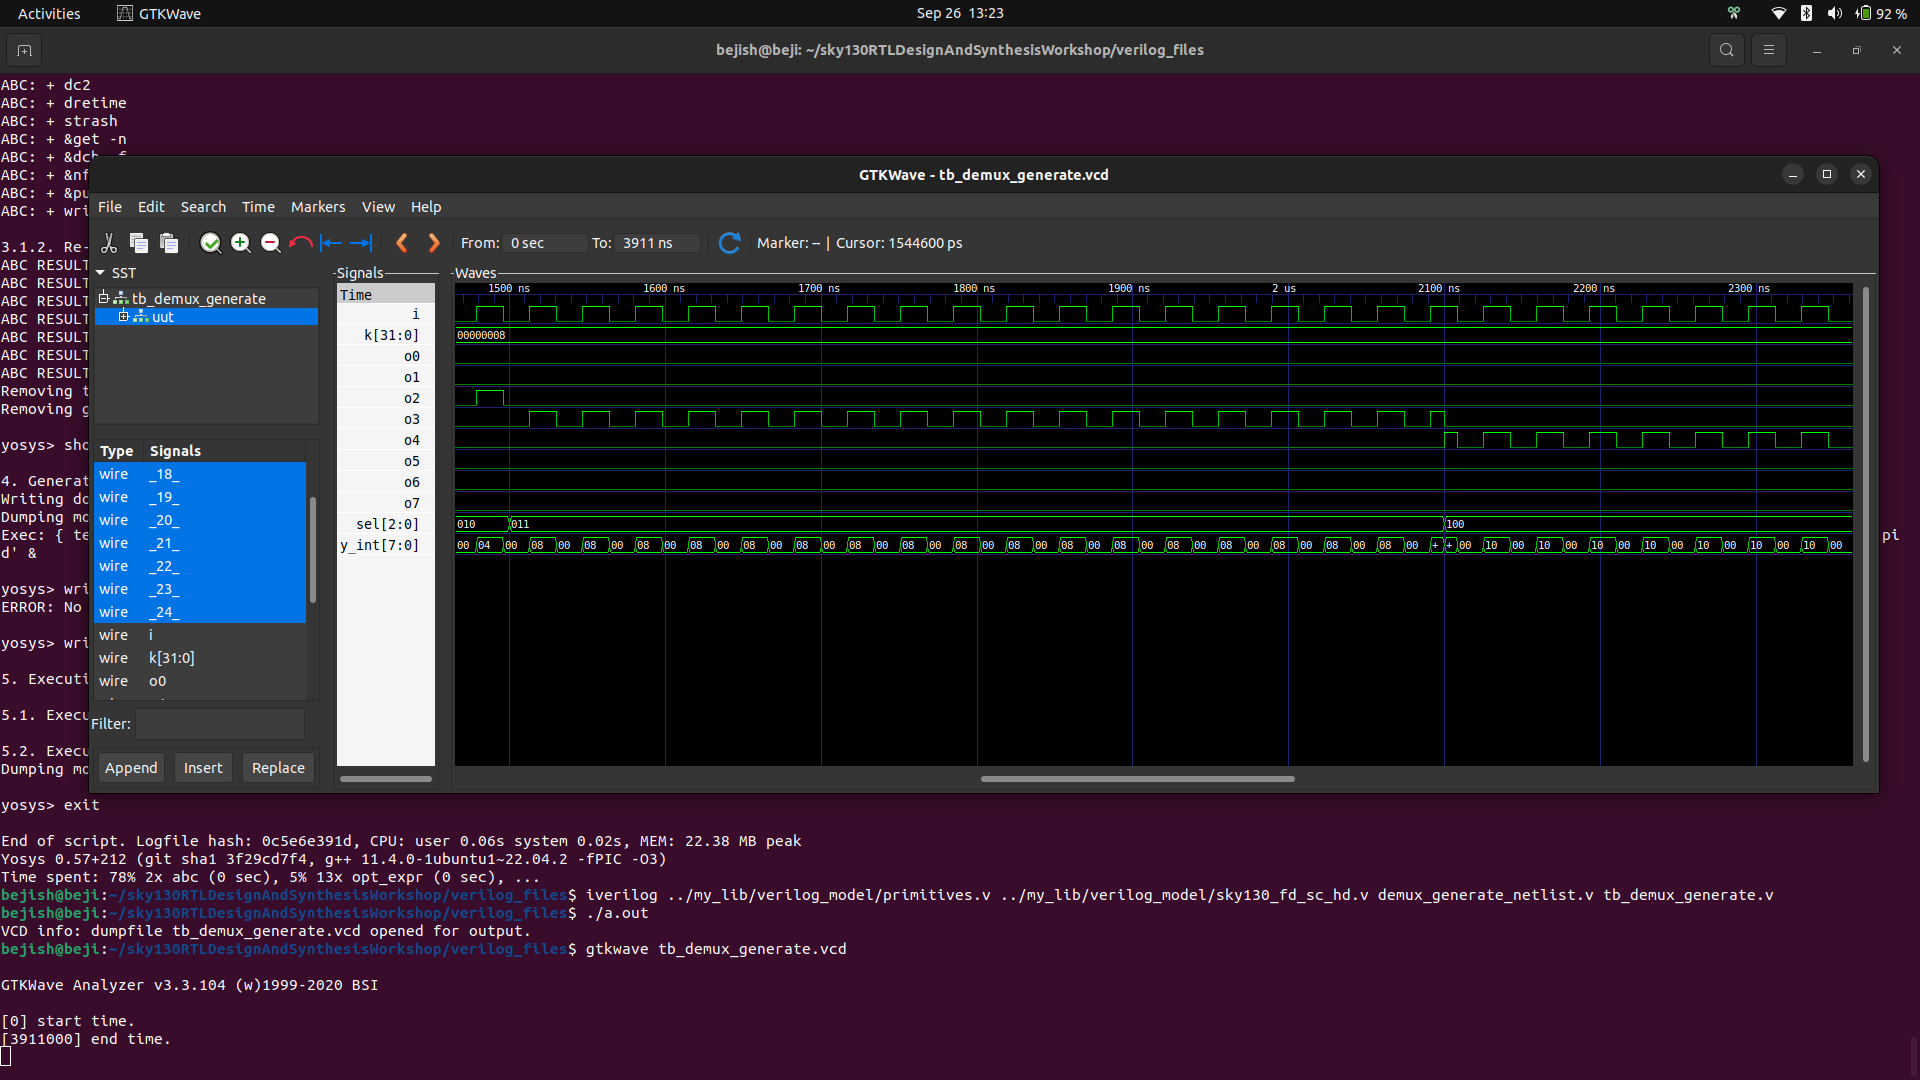 Activities GTKWave Sep 26 13:23 92 %
bejish@beji: ~/sky130RTLDesignAndSynthesisWorkshop/verilog_files
ABC: + dc2
ABC: + dretime
ABC: + strash
ABC: + &get -n
ABC: + &dch -f
ABC: + &nf
ABC: + &pu
ABC: + wri
3.1.2. Re-
ABC RESULT
ABC RESULT
ABC RESULT
ABC RESULT
ABC RESULT
ABC RESULT
ABC RESULT
Removing t
Removing g
yosys> sho
4. Generat
Writing do
Dumping mo
Exec: { te
pi
d' &
yosys> wri
ERROR: No
yosys> wri
5. Executi
5.1. Execu
5.2. Execu
Dumping mo
GTKWave - tb_demux_generate.vcd
File Edit Search Time Markers View Help
From: 0 sec To: 3911 ns Marker: -- | Cursor: 1544600 ps
SST
tb_demux_generate
uut
Type Signals
wire _18_
wire _19_
wire _20_
wire _21_
wire _22_
wire _23_
wire _24_
wire i
wire k[31:0]
wire o0
Filter:
Append Insert Replace
Signals
Time
i
k[31:0]
o0
o1
o2
o3
o4
o5
o6
o7
sel[2:0]
y_int[7:0]
Waves
1500 ns 1600 ns 1700 ns 1800 ns 1900 ns 2 us 2100 ns 2200 ns 2300 ns
00000008
010 011 100
00 04 00 08 00 08 00 08 00 08 00 08 00 08 00 08 00 08 00 08 00 08 00 08 00 08 00 08 00 08 00 08 00 08 00 08 00 08 00 + + 00 10 00 10 00 10 00 10 00 10 00 10 00 10 00
yosys> exit
End of script. Logfile hash: 0c5e6e391d, CPU: user 0.06s system 0.02s, MEM: 22.38 MB peak
Yosys 0.57+212 (git sha1 3f29cd7f4, g++ 11.4.0-1ubuntu1~22.04.2 -fPIC -O3)
Time spent: 78% 2x abc (0 sec), 5% 13x opt_expr (0 sec), ...
bejish@beji:~/sky130RTLDesignAndSynthesisWorkshop/verilog_files$ iverilog ../my_lib/verilog_model/primitives.v ../my_lib/verilog_model/sky130_fd_sc_hd.v demux_generate_netlist.v tb_demux_generate.v
bejish@beji:~/sky130RTLDesignAndSynthesisWorkshop/verilog_files$ ./a.out
VCD info: dumpfile tb_demux_generate.vcd opened for output.
bejish@beji:~/sky130RTLDesignAndSynthesisWorkshop/verilog_files$ gtkwave tb_demux_generate.vcd
GTKWave Analyzer v3.3.104 (w)1999-2020 BSI
[0] start time.
[3911000] end time.